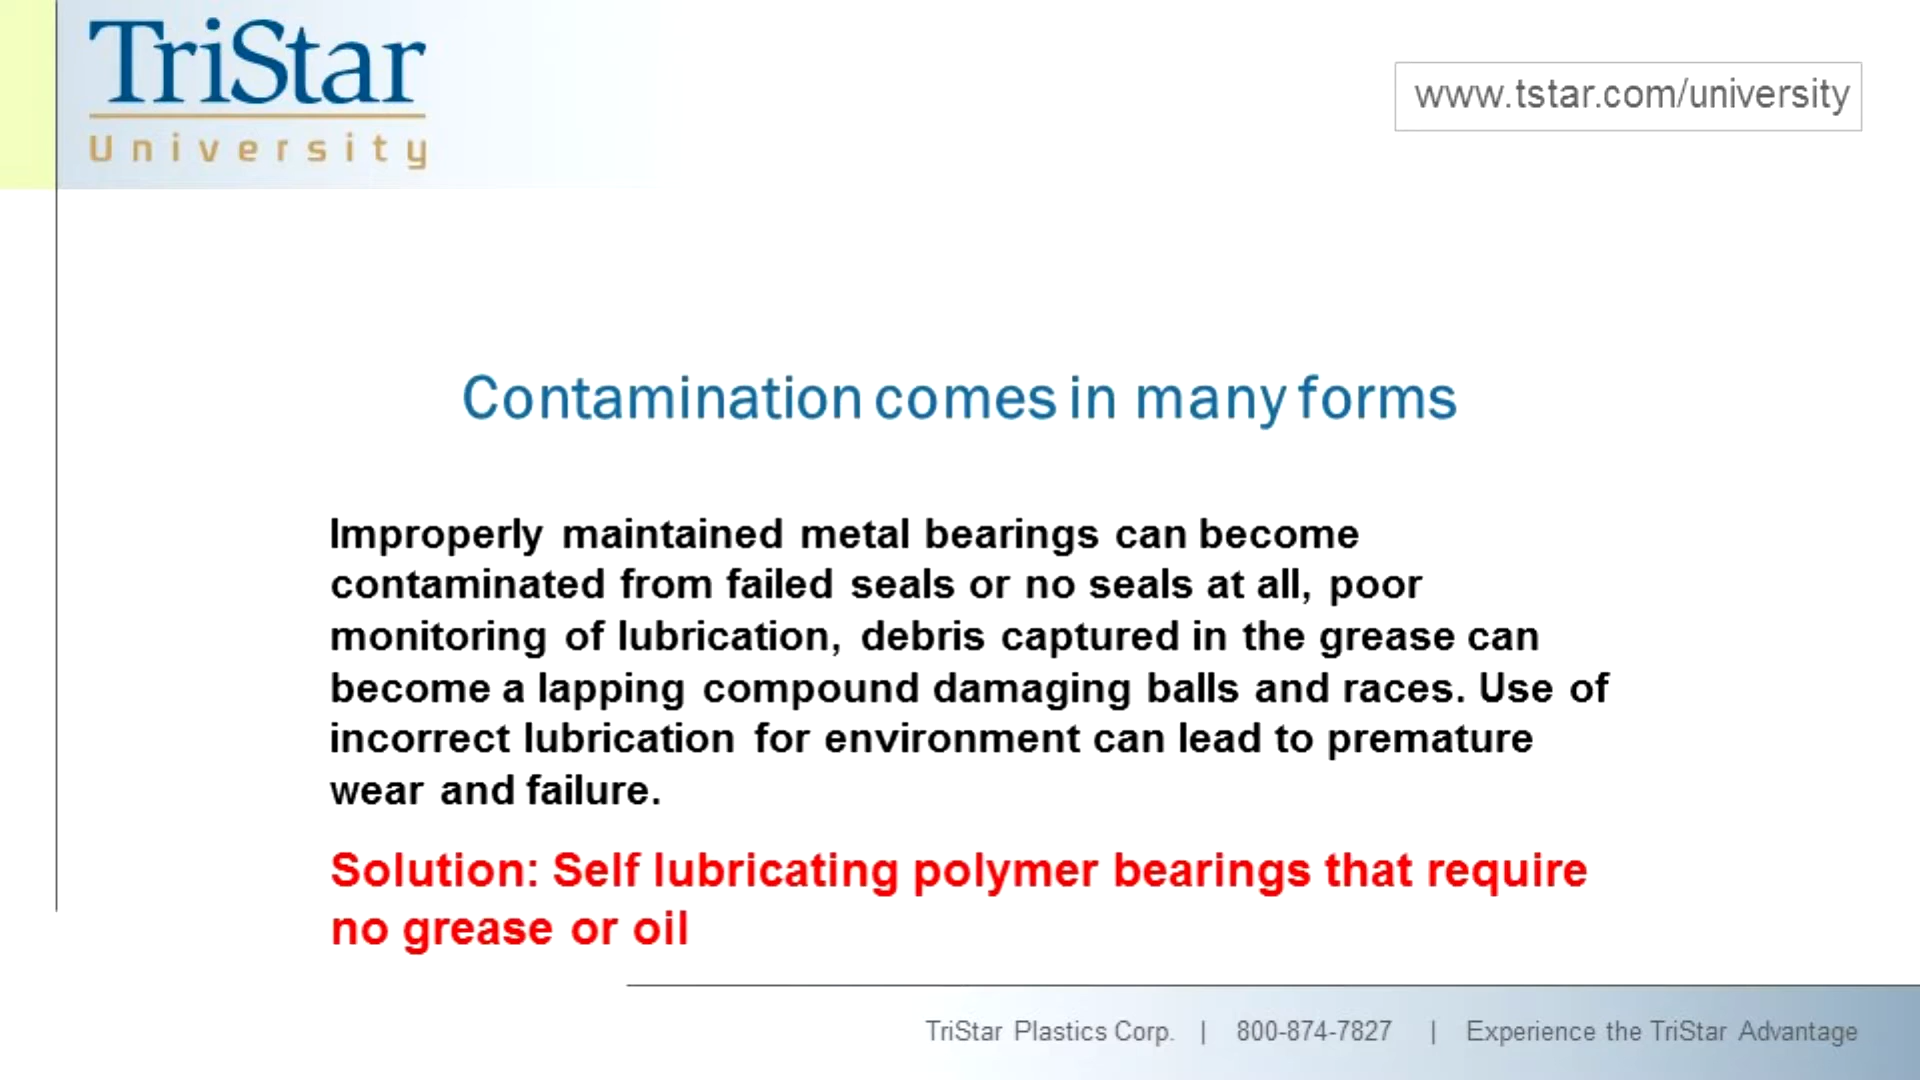 TriStar
University
www.tstar.com/university
Contamination comes in many forms
Improperly maintained metal bearings can become
contaminated from failed seals or no seals at all, poor
monitoring of lubrication, debris captured in the grease can
become a lapping compound damaging balls and races. Use of
incorrect lubrication for environment can lead to premature
wear and failure.
Solution: Self lubricating polymer bearings that require
no grease or oil
TriStar Plastics Corp. | 800-874-7827 | Experience the TriStar Advantage